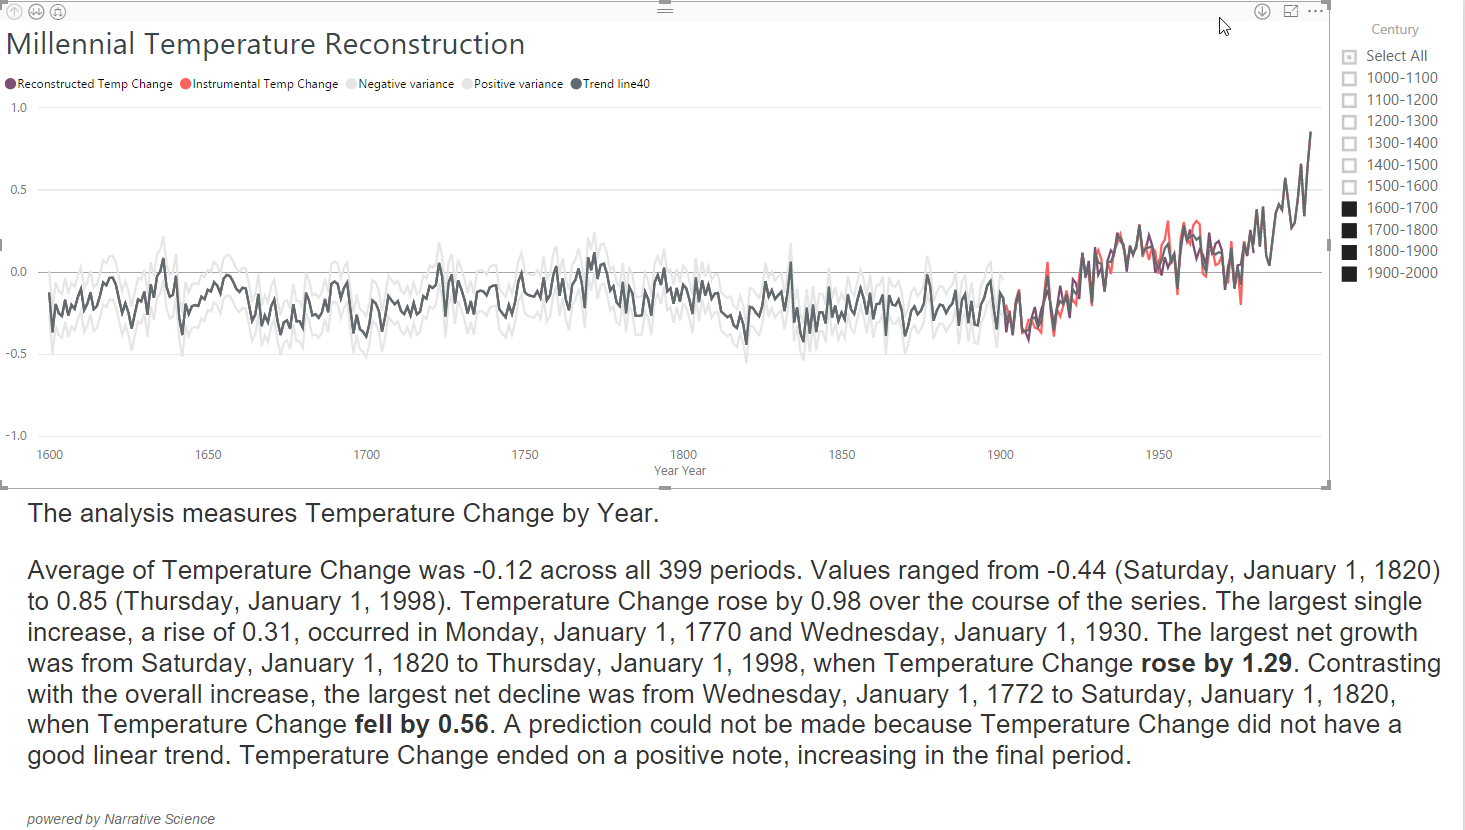 Millennial Temperature Reconstruction
Reconstructed Temp Change Instrumental Temp Change Negative variance Positive variance Trend line40
1.0
0.5
0.0
-0.5
-1.0
1600 1650 1700 1750 1800 1850 1900 1950
Year Year
Century
Select All
1000-1100
1100-1200
1200-1300
1300-1400
1400-1500
1500-1600
1600-1700
1700-1800
1800-1900
1900-2000
The analysis measures Temperature Change by Year.
Average of Temperature Change was -0.12 across all 399 periods. Values ranged from -0.44 (Saturday, January 1, 1820)
to 0.85 (Thursday, January 1, 1998). Temperature Change rose by 0.98 over the course of the series. The largest single
increase, a rise of 0.31, occurred in Monday, January 1, 1770 and Wednesday, January 1, 1930. The largest net growth
was from Saturday, January 1, 1820 to Thursday, January 1, 1998, when Temperature Change rose by 1.29. Contrasting
with the overall increase, the largest net decline was from Wednesday, January 1, 1772 to Saturday, January 1, 1820,
when Temperature Change fell by 0.56. A prediction could not be made because Temperature Change did not have a
good linear trend. Temperature Change ended on a positive note, increasing in the final period.
powered by Narrative Science